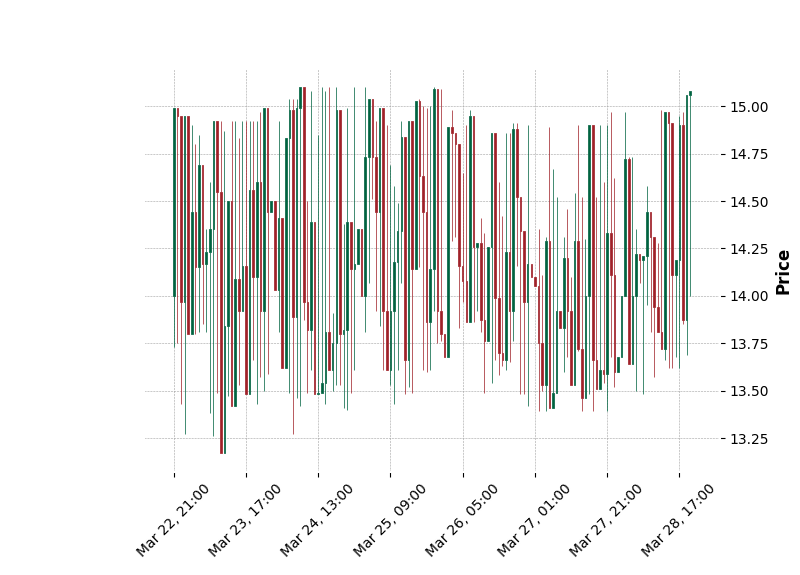 15.00
14.75
14.50
14.25
14.00
13.75
13.50
13.25
Price
Mar 22, 21:00
Mar 23, 17:00
Mar 24, 13:00
Mar 25, 09:00
Mar 26, 05:00
Mar 27, 01:00
Mar 27, 21:00
Mar 28, 17:00